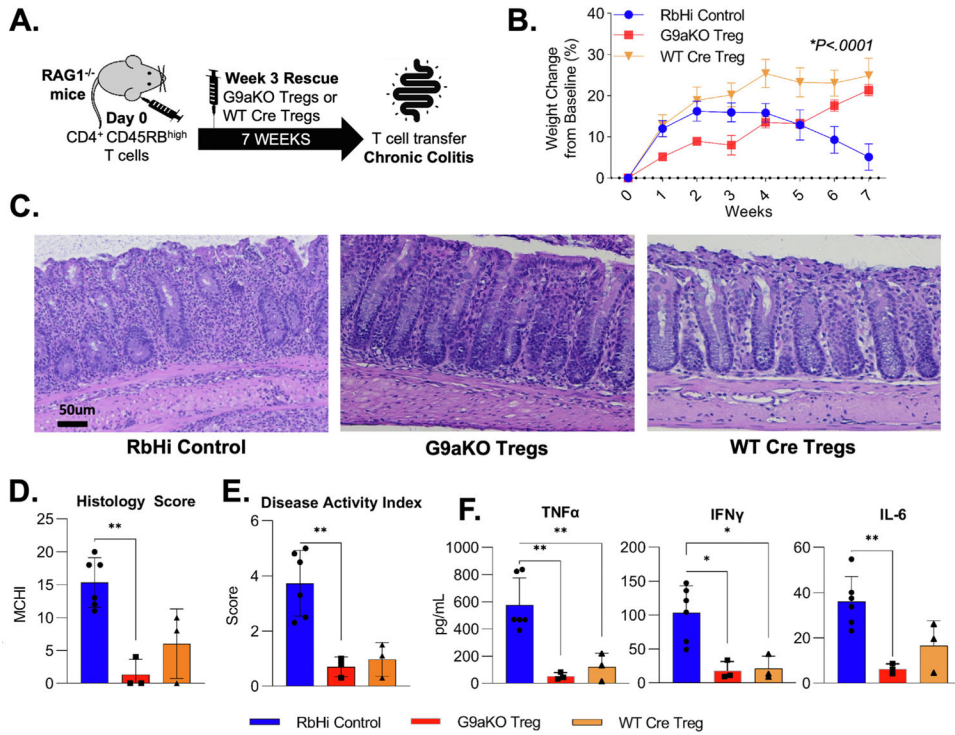 A.
RAG1-/-
mice
Day 0
CD4+ CD45RBhigh
T cells
Week 3 Rescue
G9aKO Tregs or
WT Cre Tregs
7 WEEKS
T cell transfer
Chronic Colitis
B.
Weight Change
from Baseline (%)
40
30
20
10
0
0 1 2 3 4 5 6 7
Weeks
RbHi Control
G9aKO Treg
WT Cre Treg
*P<.0001
C.
50um
RbHi Control
G9aKO Tregs
WT Cre Tregs
D.
Histology Score
MCHI
25
20
15
10
5
0
**
E.
Disease Activity Index
Score
6
4
2
0
**
F.
TNFα
pg/mL
1000
800
600
400
200
0
**
**
IFNγ
200
150
100
50
0
*
*
IL-6
60
40
20
0
**
RbHi Control
G9aKO Treg
WT Cre Treg